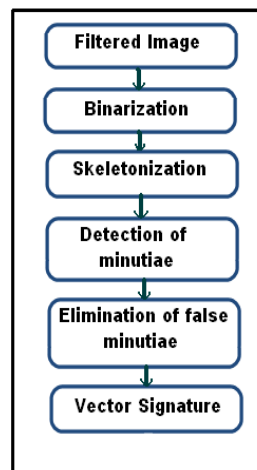 Filtered Image
Binarization
Skeletonization
Detection of
minutiae
Elimination of false
minutiae
Vector Signature